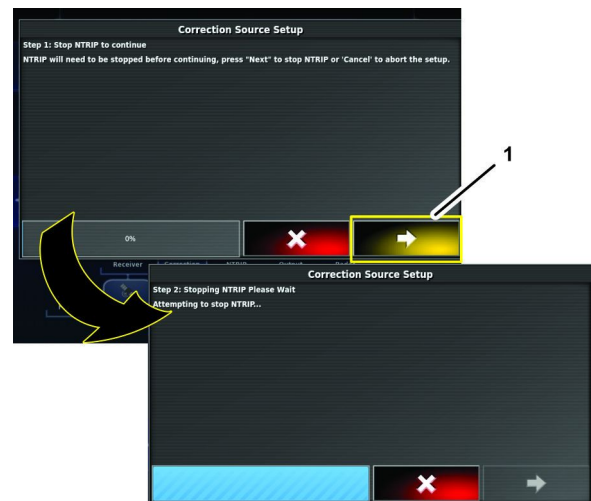 Correction Source Setup
Step 1: Stop NTRIP to continue
NTRIP will need to be stopped before continuing, press "Next" to stop NTRIP or 'Cancel' to abort the setup.
1
0%
Receiver Correction NTRIP Output
Correction Source Setup
Step 2: Stopping NTRIP Please Wait
Attempting to stop NTRIP...